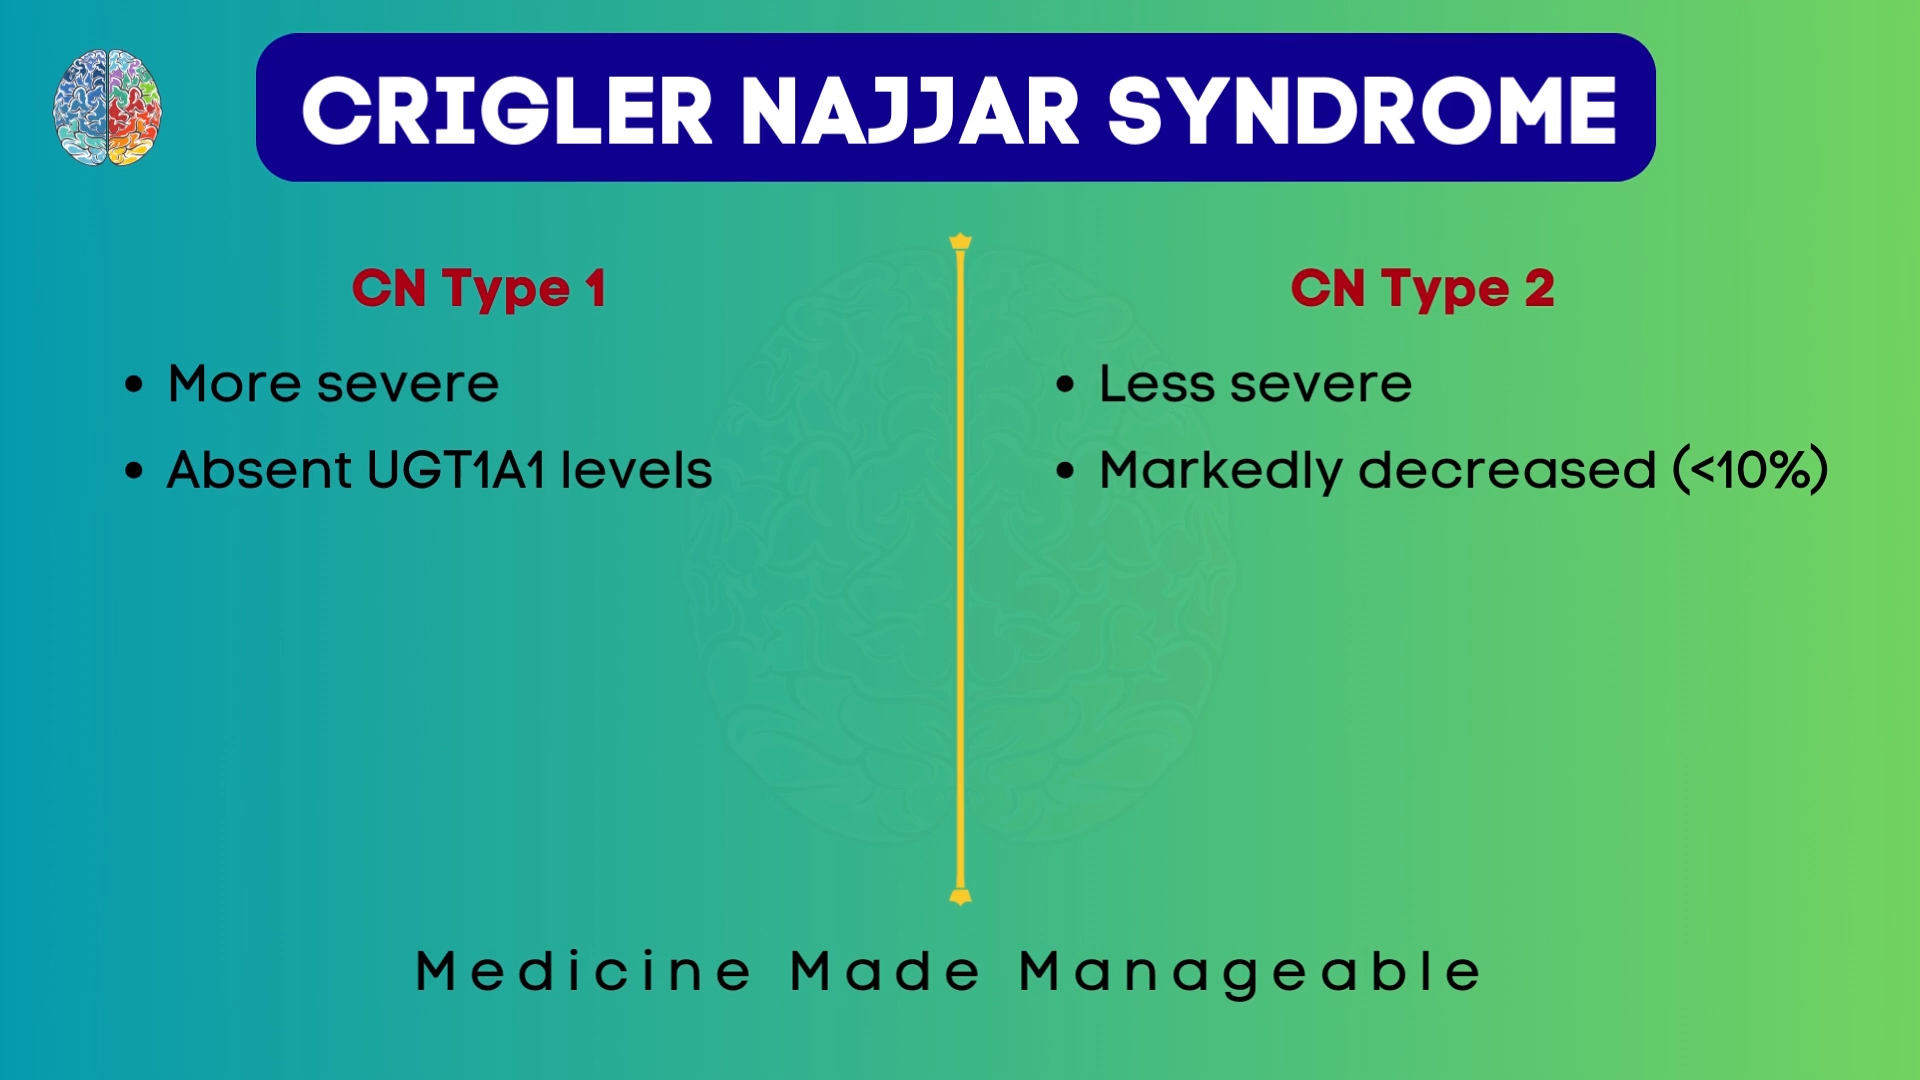 CRIGLER NAJJAR SYNDROME
CN Type 1
• More severe
• Absent UGT1A1 levels
CN Type 2
• Less severe
• Markedly decreased (<10%)
Medicine Made Manageable